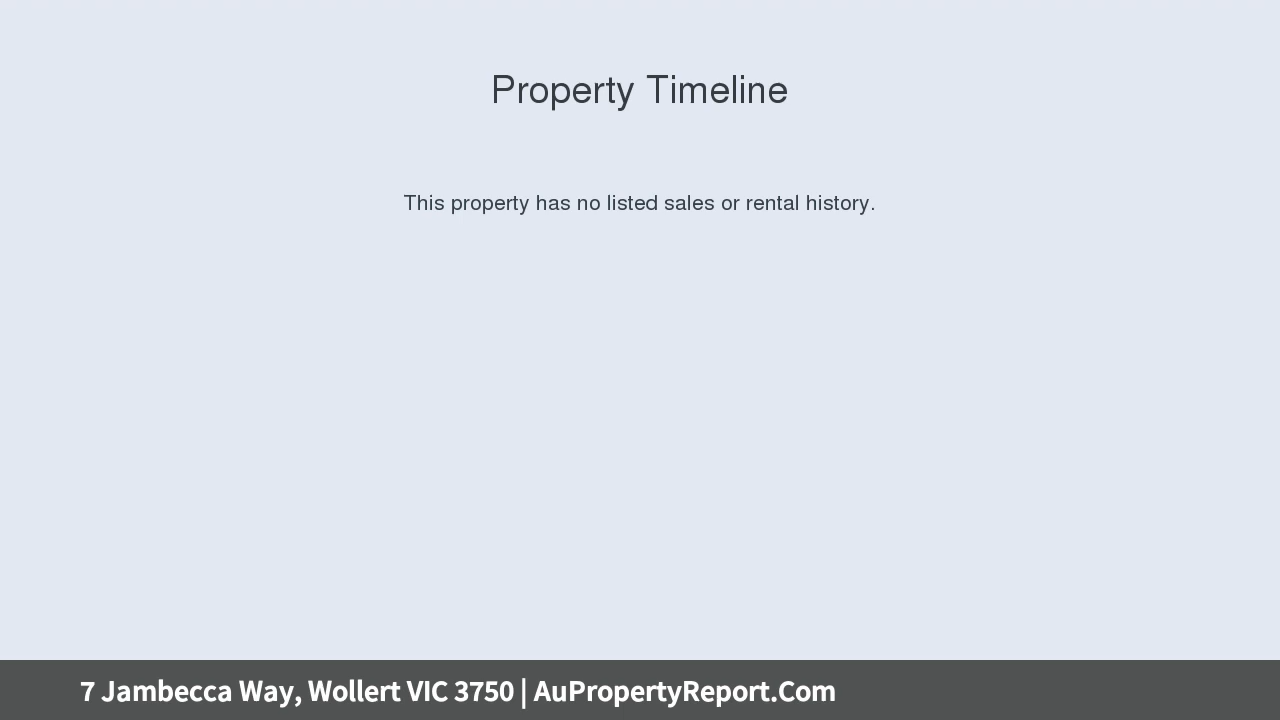 Property Timeline
This property has no listed sales or rental history.
7 Jambecca Way, Wollert VIC 3750 | AuPropertyReport.Com